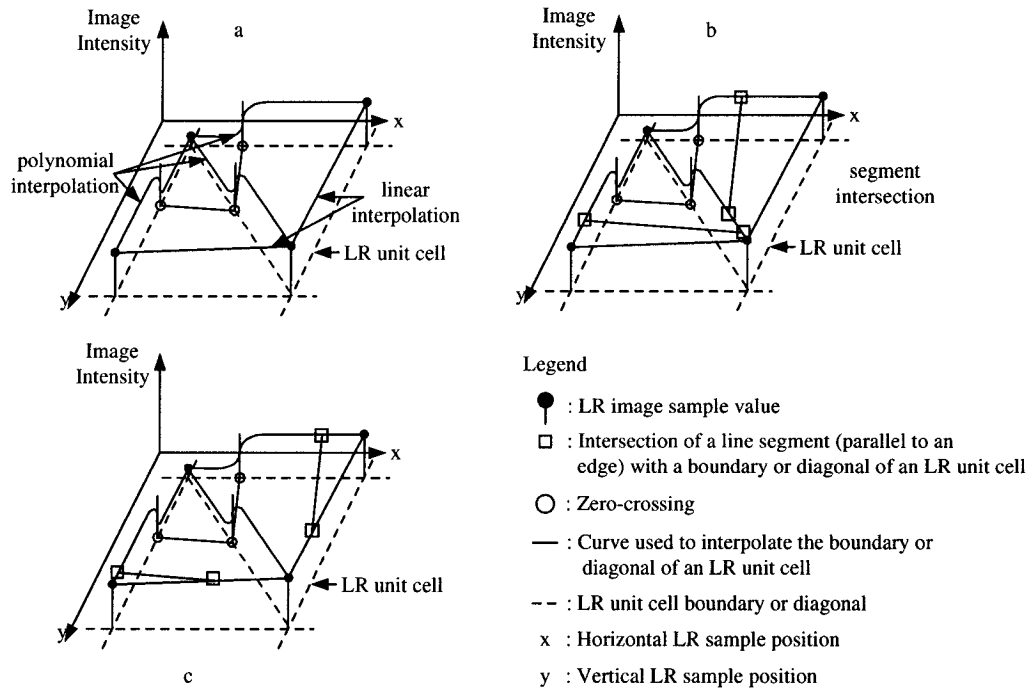 Image
Intensity
a
x
polynomial
interpolation
linear
interpolation
LR unit cell
y
Image
Intensity
b
x
segment
intersection
LR unit cell
y
Image
Intensity
x
LR unit cell
y
c
Legend
: LR image sample value
: Intersection of a line segment (parallel to an
edge) with a boundary or diagonal of an LR unit cell
: Zero-crossing
: Curve used to interpolate the boundary or
diagonal of an LR unit cell
: LR unit cell boundary or diagonal
x : Horizontal LR sample position
y : Vertical LR sample position